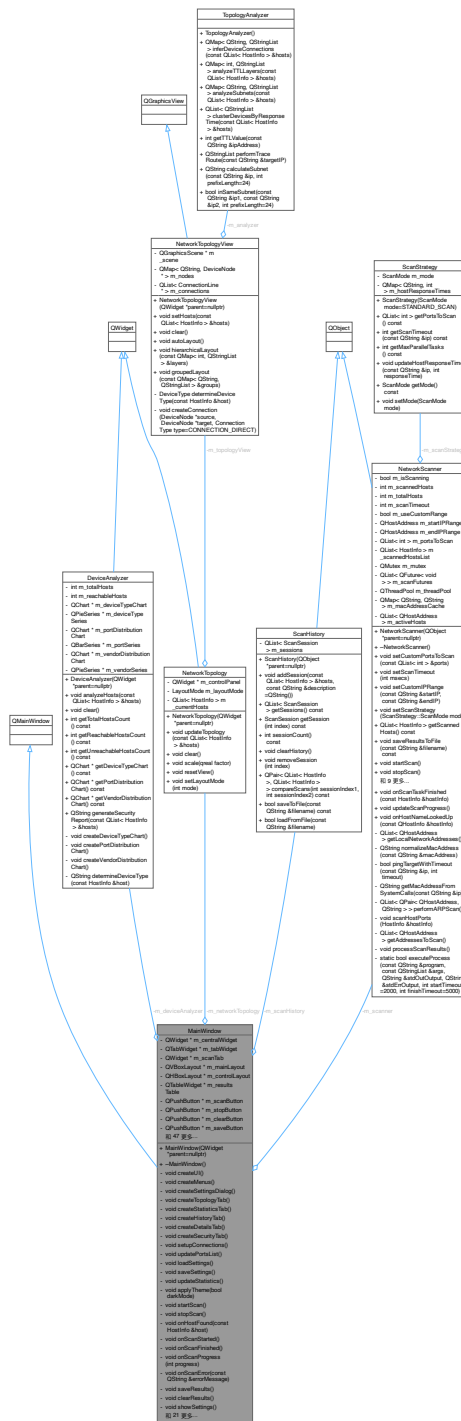 TopologyAnalyzer
+ TopologyAnalyzer()
+ QMap< QString, QStringList
> inferDeviceConnections
(const QList< HostInfo > &hosts)
+ QMap< int, QStringList
> analyzeTTLLayers(const
QList< HostInfo > &hosts)
+ QMap< QString, QStringList
> analyzeSubnets(const
QList< HostInfo > &hosts)
+ QList< QStringList
> clusterDevicesByResponse
Time(const QList< HostInfo
> &hosts)
+ int getTTLValue(const
QString &ipAddress)
+ QStringList performTrace
Route(const QString &targetIP)
+ QString calculateSubnet
(const QString &ip, int
prefixLength=24)
+ bool inSameSubnet(const
QString &ip1, const QString
&ip2, int prefixLength=24)
QGraphicsView
-m_analyzer
NetworkTopologyView
- QGraphicsScene * m
_scene
- QMap< QString, DeviceNode
* > m_nodes
- QList< ConnectionLine
* > m_connections
+ NetworkTopologyView
(QWidget *parent=nullptr)
+ void setHosts(const
QList< HostInfo > &hosts)
+ void clear()
+ void autoLayout()
+ void hierarchicalLayout
(const QMap< int, QStringList
> &layers)
+ void groupedLayout
(const QMap< QString,
QStringList > &groups)
- DeviceType determineDevice
Type(const HostInfo &host)
- void createConnection
(DeviceNode *source,
DeviceNode *target, Connection
Type type=CONNECTION_DIRECT)
ScanStrategy
- ScanMode m_mode
- QMap< QString, int
> m_hostResponseTimes
+ ScanStrategy(ScanMode
mode=STANDARD_SCAN)
+ QList< int > getPortsToScan
() const
+ int getScanTimeout
(const QString &ip) const
+ int getMaxParallelTasks
() const
+ void updateHostResponseTime
(const QString &ip, int
responseTime)
+ ScanMode getMode()
const
+ void setMode(ScanMode
mode)
QWidget
QObject
-m_topologyView
-m_scanStrategy
NetworkScanner
- bool m_isScanning
- int m_scannedHosts
- int m_totalHosts
- int m_scanTimeout
- bool m_useCustomRange
- QHostAddress m_startIPRange
- QHostAddress m_endIPRange
- QList< int > m_portsToScan
- QList< HostInfo > m
_scannedHostsList
- QMutex m_mutex
- QList< QFuture< void
> > m_scanFutures
- QThreadPool m_threadPool
- QMap< QString, QString
> m_macAddressCache
- QList< QHostAddress
> m_activeHosts
+ NetworkScanner(QObject
*parent=nullptr)
+ ~NetworkScanner()
+ void setCustomPortsToScan
(const QList< int > &ports)
+ void setScanTimeout
(int msecs)
+ void setCustomIPRange
(const QString &startIP,
const QString &endIP)
+ void setScanStrategy
(ScanStrategy::ScanMode mode)
+ QList< HostInfo > getScanned
Hosts() const
+ void saveResultsToFile
(const QString &filename)
const
+ void startScan()
+ void stopScan()
和 9 更多...
- void onScanTaskFinished
(const HostInfo &hostInfo)
- void updateScanProgress()
- void onHostNameLookedUp
(const QHostInfo &hostInfo)
- QList< QHostAddress
> getLocalNetworkAddresses()
- QString normalizeMacAddress
(const QString &macAddress)
- bool pingTargetWithTimeout
(const QString &ip, int
timeout)
- QString getMacAddressFrom
SystemCalls(const QString &ip)
- QList< QPair< QHostAddress,
QString > > performARPScan()
- void scanHostPorts
(HostInfo &hostInfo)
- QList< QHostAddress
> getAddressesToScan()
- void processScanResults()
- static bool executeProcess
(const QString &program,
const QStringList &args,
QString &stdOutOutput, QString
&stdErrOutput, int startTimeout
=2000, int finishTimeout=5000)
DeviceAnalyzer
- int m_totalHosts
- int m_reachableHosts
- QChart * m_deviceTypeChart
- QPieSeries * m_deviceType
Series
- QChart * m_portDistribution
Chart
- QBarSeries * m_portSeries
- QChart * m_vendorDistribution
Chart
- QPieSeries * m_vendorSeries
+ DeviceAnalyzer(QWidget
*parent=nullptr)
+ void analyzeHosts(const
QList< HostInfo > &hosts)
+ int getTotalHostsCount
() const
+ int getReachableHostsCount
() const
+ int getUnreachableHostsCount
() const
+ QChart * getDeviceTypeChart
() const
+ QChart * getPortDistribution
Chart() const
+ QChart * getVendorDistribution
Chart() const
+ QString generateSecurity
Report(const QList< HostInfo
> &hosts)
- void createDeviceTypeChart()
- void createPortDistribution
Chart()
- void createVendorDistribution
Chart()
- QString determineDeviceType
(const HostInfo &host)
ScanHistory
- QList< ScanSession
> m_sessions
+ ScanHistory(QObject
*parent=nullptr)
+ void addSession(const
QList< HostInfo > &hosts,
const QString &description
=QString())
+ QList< ScanSession
> getSessions() const
+ ScanSession getSession
(int index) const
+ int sessionCount()
const
+ void clearHistory()
+ void removeSession
(int index)
+ QPair< QList< HostInfo
>, QList< HostInfo >
> compareScans(int sessionIndex1,
int sessionIndex2) const
+ bool saveToFile(const
QString &filename) const
+ bool loadFromFile(const
QString &filename)
NetworkTopology
- QWidget * m_controlPanel
- LayoutMode m_layoutMode
- QList< HostInfo > m
_currentHosts
+ NetworkTopology(QWidget
*parent=nullptr)
+ void updateTopology
(const QList< HostInfo
> &hosts)
+ void clear()
+ void scale(qreal factor)
+ void resetView()
+ void setLayoutMode
(int mode)
QMainWindow
-m_deviceAnalyzer
-m_networkTopology
-m_scanHistory
-m_scanner
MainWindow
- QWidget * m_centralWidget
- QTabWidget * m_tabWidget
- QWidget * m_scanTab
- QVBoxLayout * m_mainLayout
- QHBoxLayout * m_controlLayout
- QTableWidget * m_results
Table
- QPushButton * m_scanButton
- QPushButton * m_stopButton
- QPushButton * m_clearButton
- QPushButton * m_saveButton
和 47 更多...
+ MainWindow(QWidget
*parent=nullptr)
+ ~MainWindow()
- void createUI()
- void createMenus()
- void createSettingsDialog()
- void createTopologyTab()
- void createStatisticsTab()
- void createHistoryTab()
- void createDetailsTab()
- void createSecurityTab()
- void setupConnections()
- void updatePortsList()
- void loadSettings()
- void saveSettings()
- void updateStatistics()
- void applyTheme(bool
darkMode)
- void startScan()
- void stopScan()
- void onHostFound(const
HostInfo &host)
- void onScanStarted()
- void onScanFinished()
- void onScanProgress
(int progress)
- void onScanError(const
QString &errorMessage)
- void saveResults()
- void clearResults()
- void showSettings()
和 21 更多...